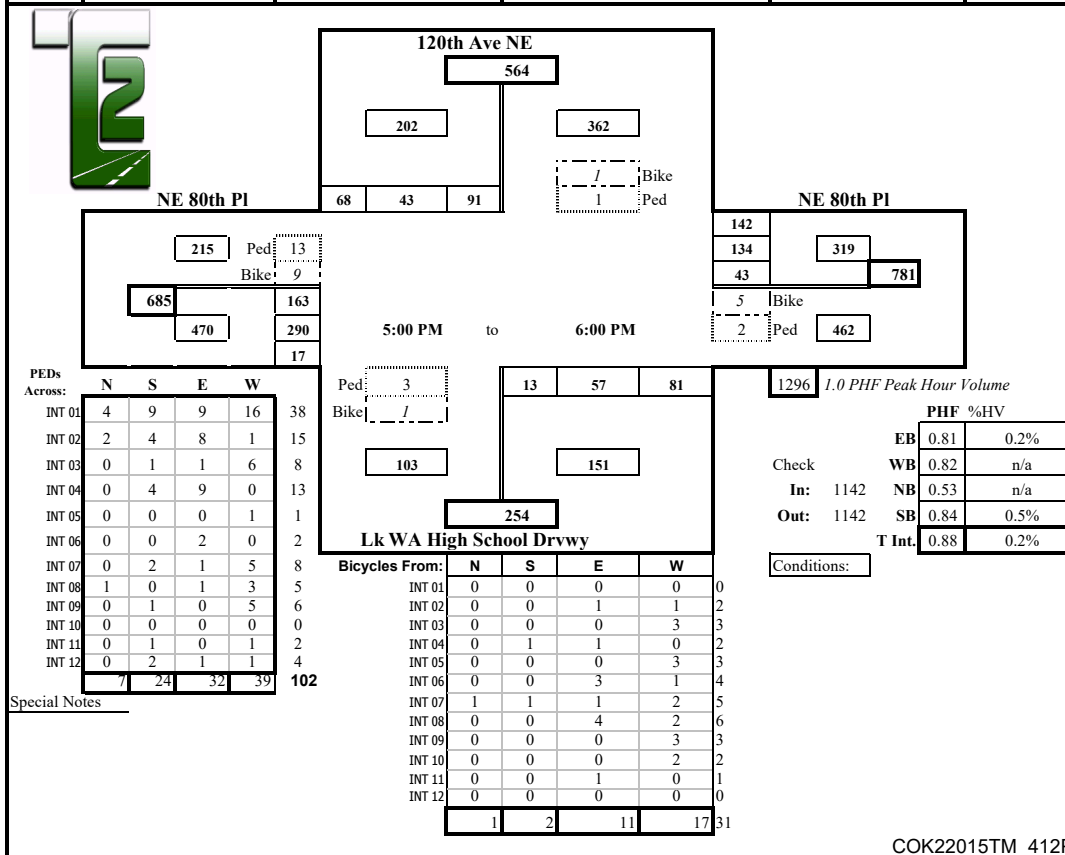 T2
120th Ave NE
564
202 362
1 Bike
1 Ped
NE 80th Pl
68 43 91
NE 80th Pl
142
215 Ped 13
134 319
Bike 9
43 781
685 163
5 Bike
470 290
5:00 PM to 6:00 PM
2 Ped 462
17
PEDs Across: N S E W
Ped 3
13 57 81
1296 1.0 PHF Peak Hour Volume
Bike 1
INT 01 4 9 9 16 38
INT 02 2 4 8 1 15
INT 03 0 1 1 6 8
INT 04 0 4 9 0 13
INT 05 0 0 0 1 1
INT 06 0 0 2 0 2
INT 07 0 2 1 5 8
INT 08 1 0 1 3 5
INT 09 0 1 0 5 6
INT 10 0 0 0 0 0
INT 11 0 1 0 1 2
INT 12 0 2 1 1 4
7 24 32 39 102
Special Notes
103 151
254
Lk WA High School Drvwy
PHF %HV
EB 0.81 0.2%
Check WB 0.82 n/a
In: 1142 NB 0.53 n/a
Out: 1142 SB 0.84 0.5%
T Int. 0.88 0.2%
Conditions:
Bicycles From: N S E W
INT 01 0 0 0 0 0
INT 02 0 0 1 1 2
INT 03 0 0 0 3 3
INT 04 0 1 1 0 2
INT 05 0 0 0 3 3
INT 06 0 0 3 1 4
INT 07 1 1 1 2 5
INT 08 0 0 4 2 6
INT 09 0 0 0 3 3
INT 10 0 0 0 2 2
INT 11 0 0 1 0 1
INT 12 0 0 0 0 0
1 2 11 17 31